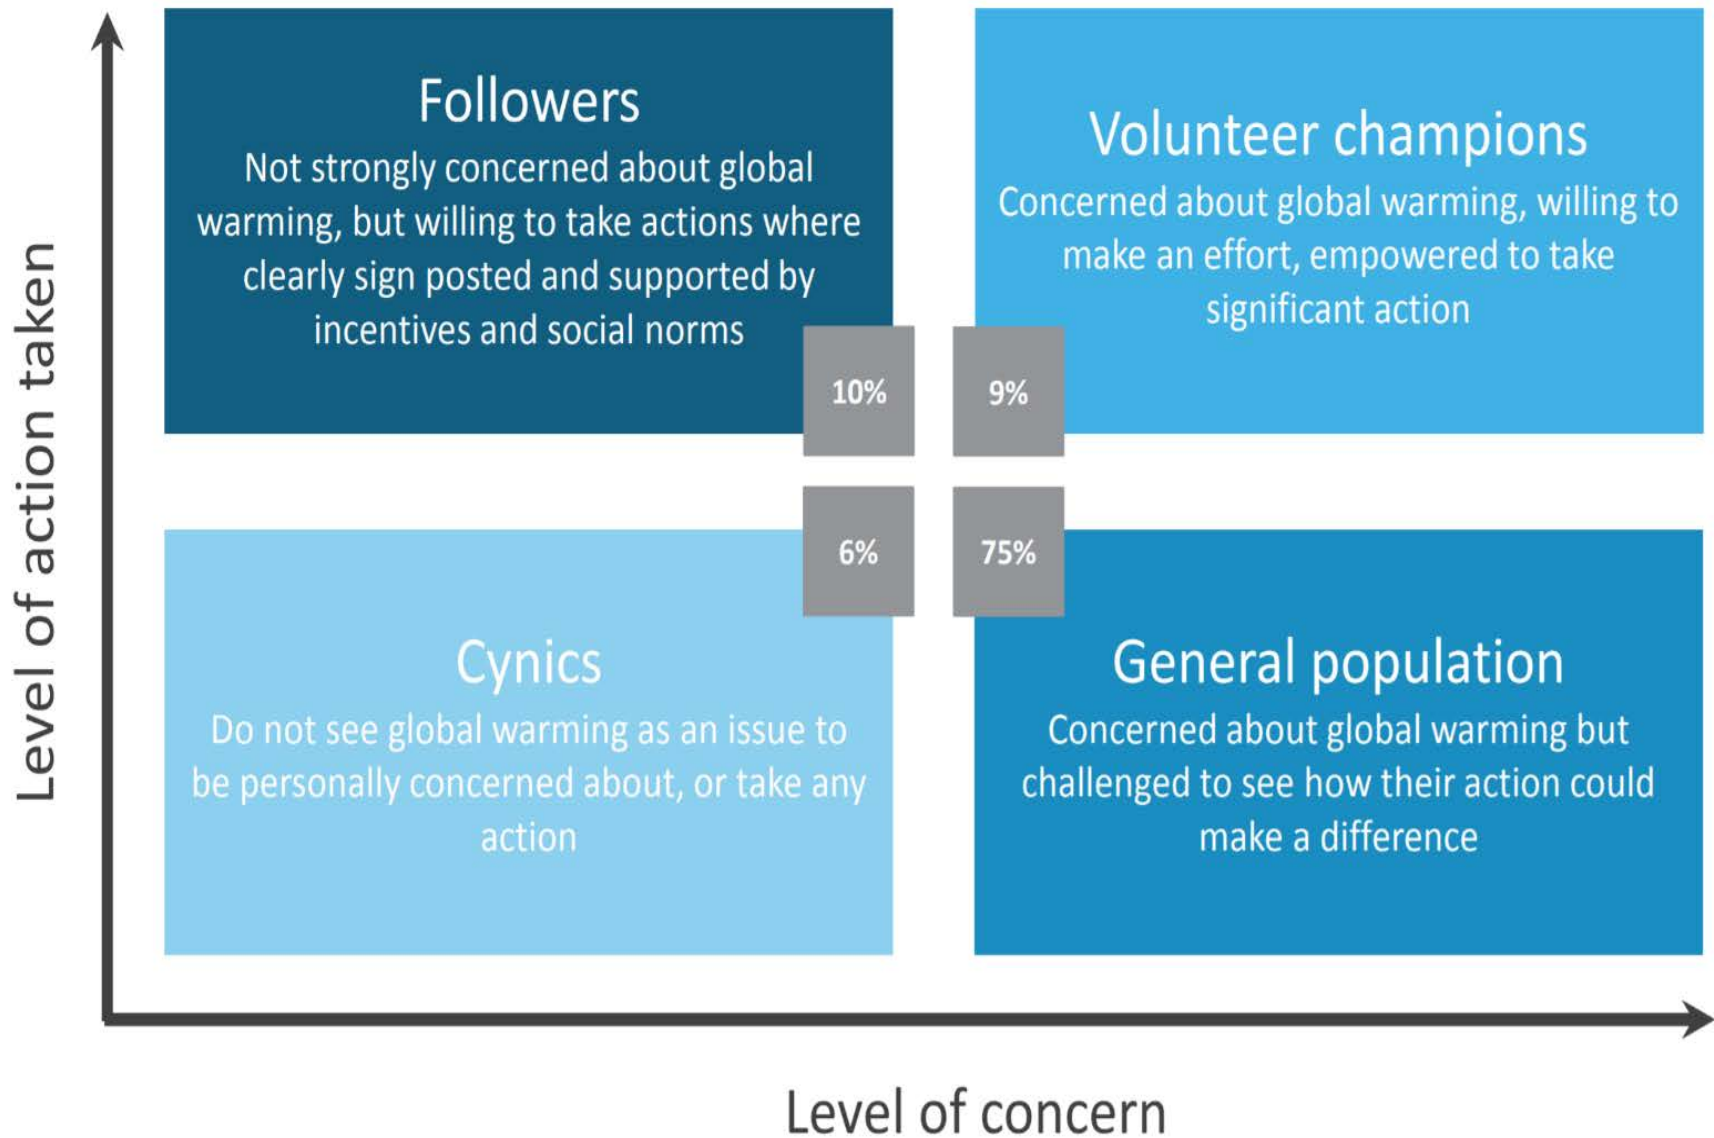 Level of action taken
Followers
Not strongly concerned about global
warming, but willing to take actions where
clearly sign posted and supported by
incentives and social norms
10%
Volunteer champions
Concerned about global warming, willing to
make an effort, empowered to take
significant action
9%
Cynics
Do not see global warming as an issue to
be personally concerned about, or take any
action
6%
General population
Concerned about global warming but
challenged to see how their action could
make a difference
75%
Level of concern